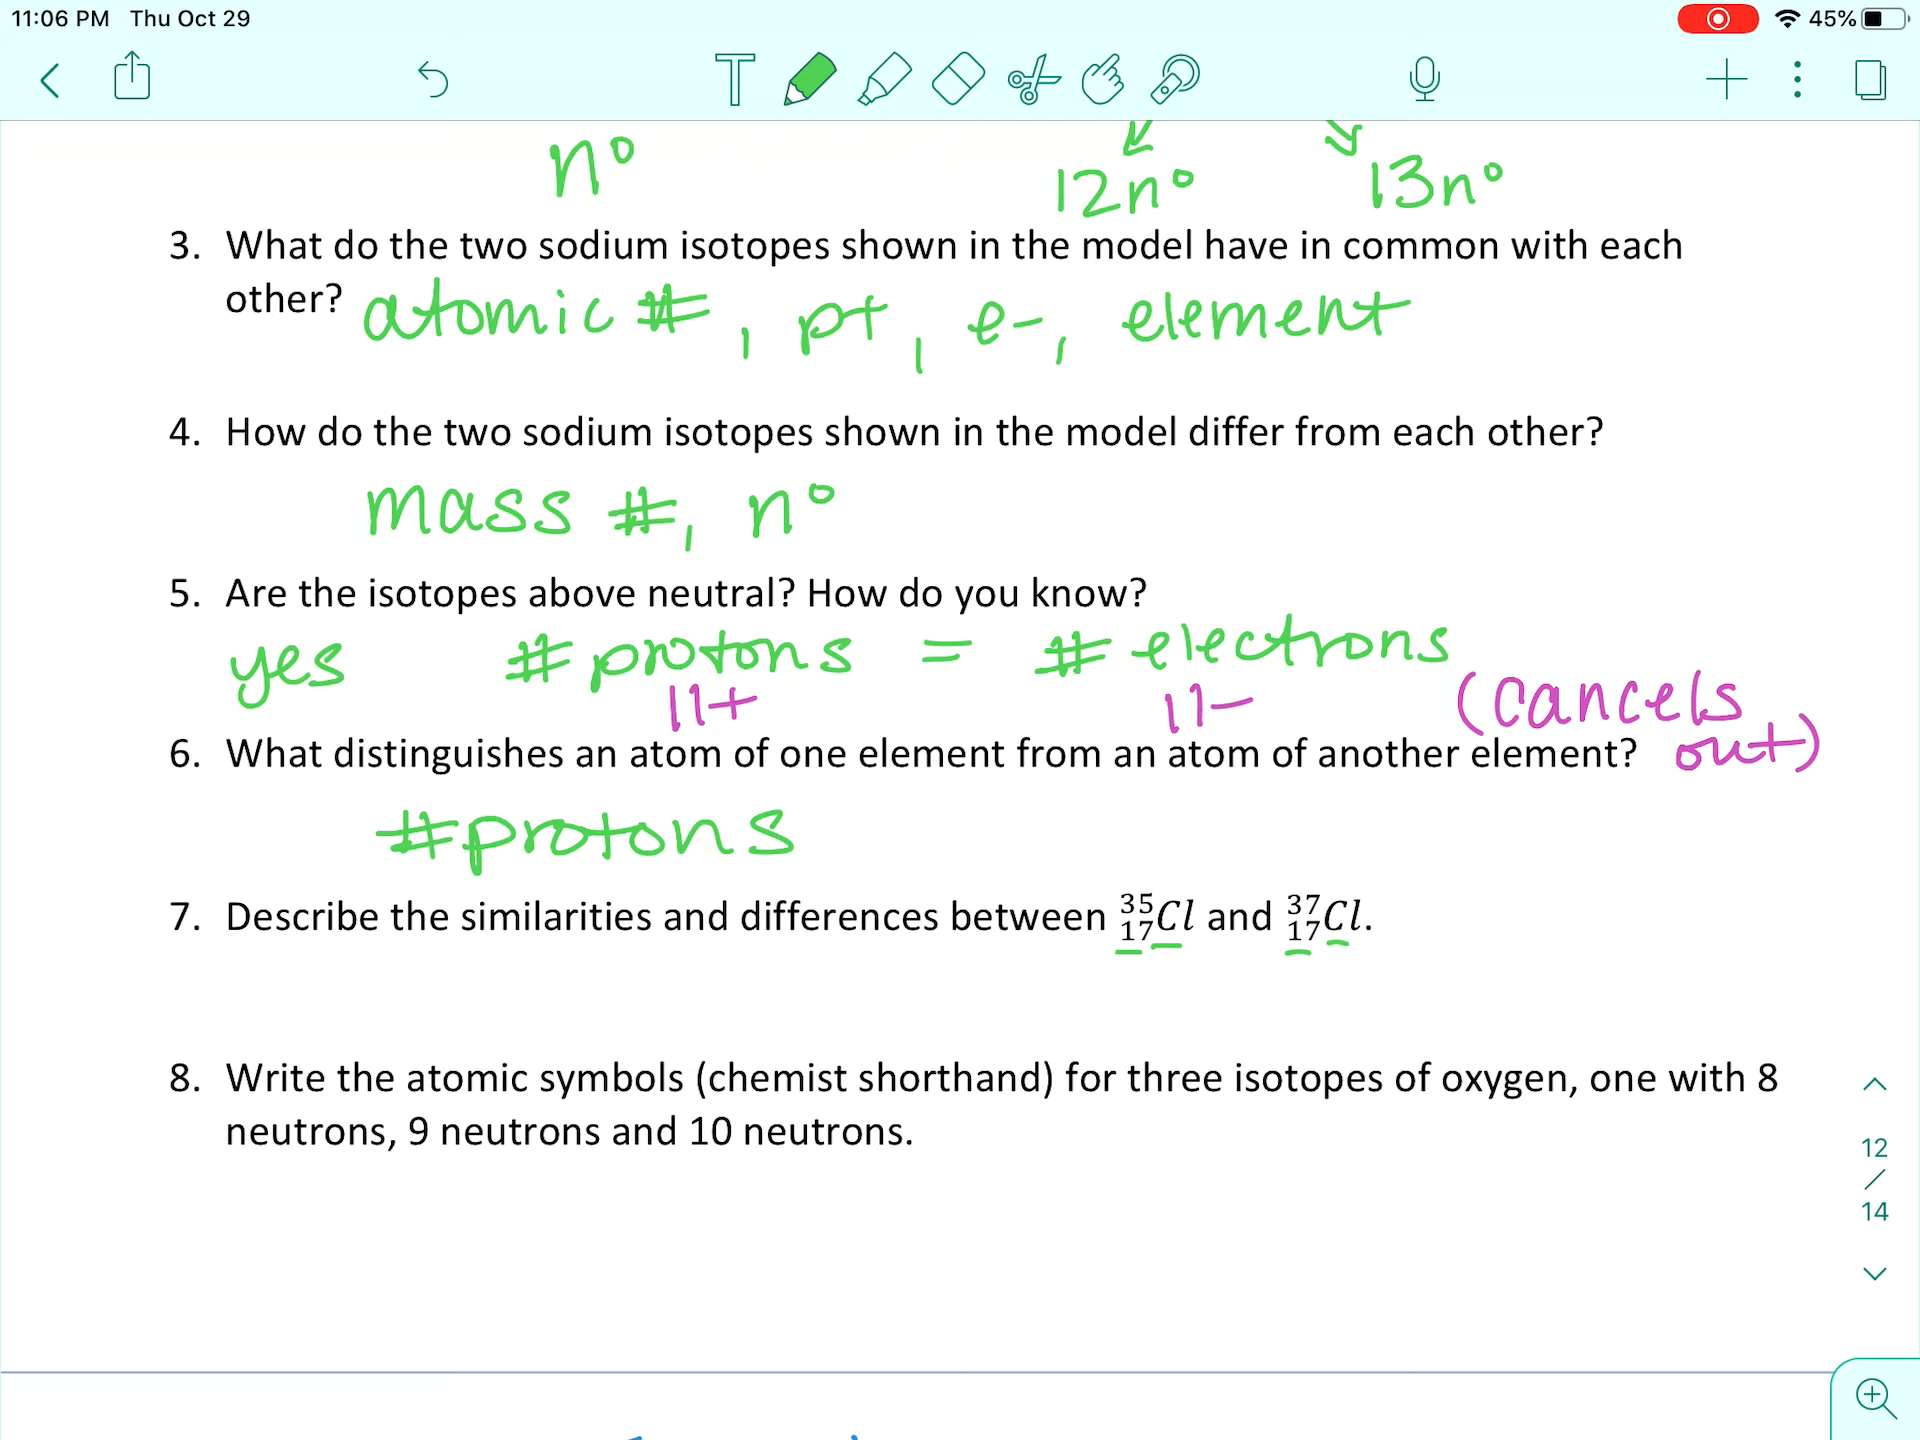 11:06 PM Thu Oct 29 45%
T
n°
12n° 13n°
3. What do the two sodium isotopes shown in the model have in common with each
other? atomic #, p+, e-, element
4. How do the two sodium isotopes shown in the model differ from each other?
mass #, n°
5. Are the isotopes above neutral? How do you know?
yes #protons = #electrons
11+ 11- (cancels
6. What distinguishes an atom of one element from an atom of another element? out)
#protons
7. Describe the similarities and differences between ³⁵₁₇Cl and ³⁷₁₇Cl.
8. Write the atomic symbols (chemist shorthand) for three isotopes of oxygen, one with 8
neutrons, 9 neutrons and 10 neutrons.
12
/
14